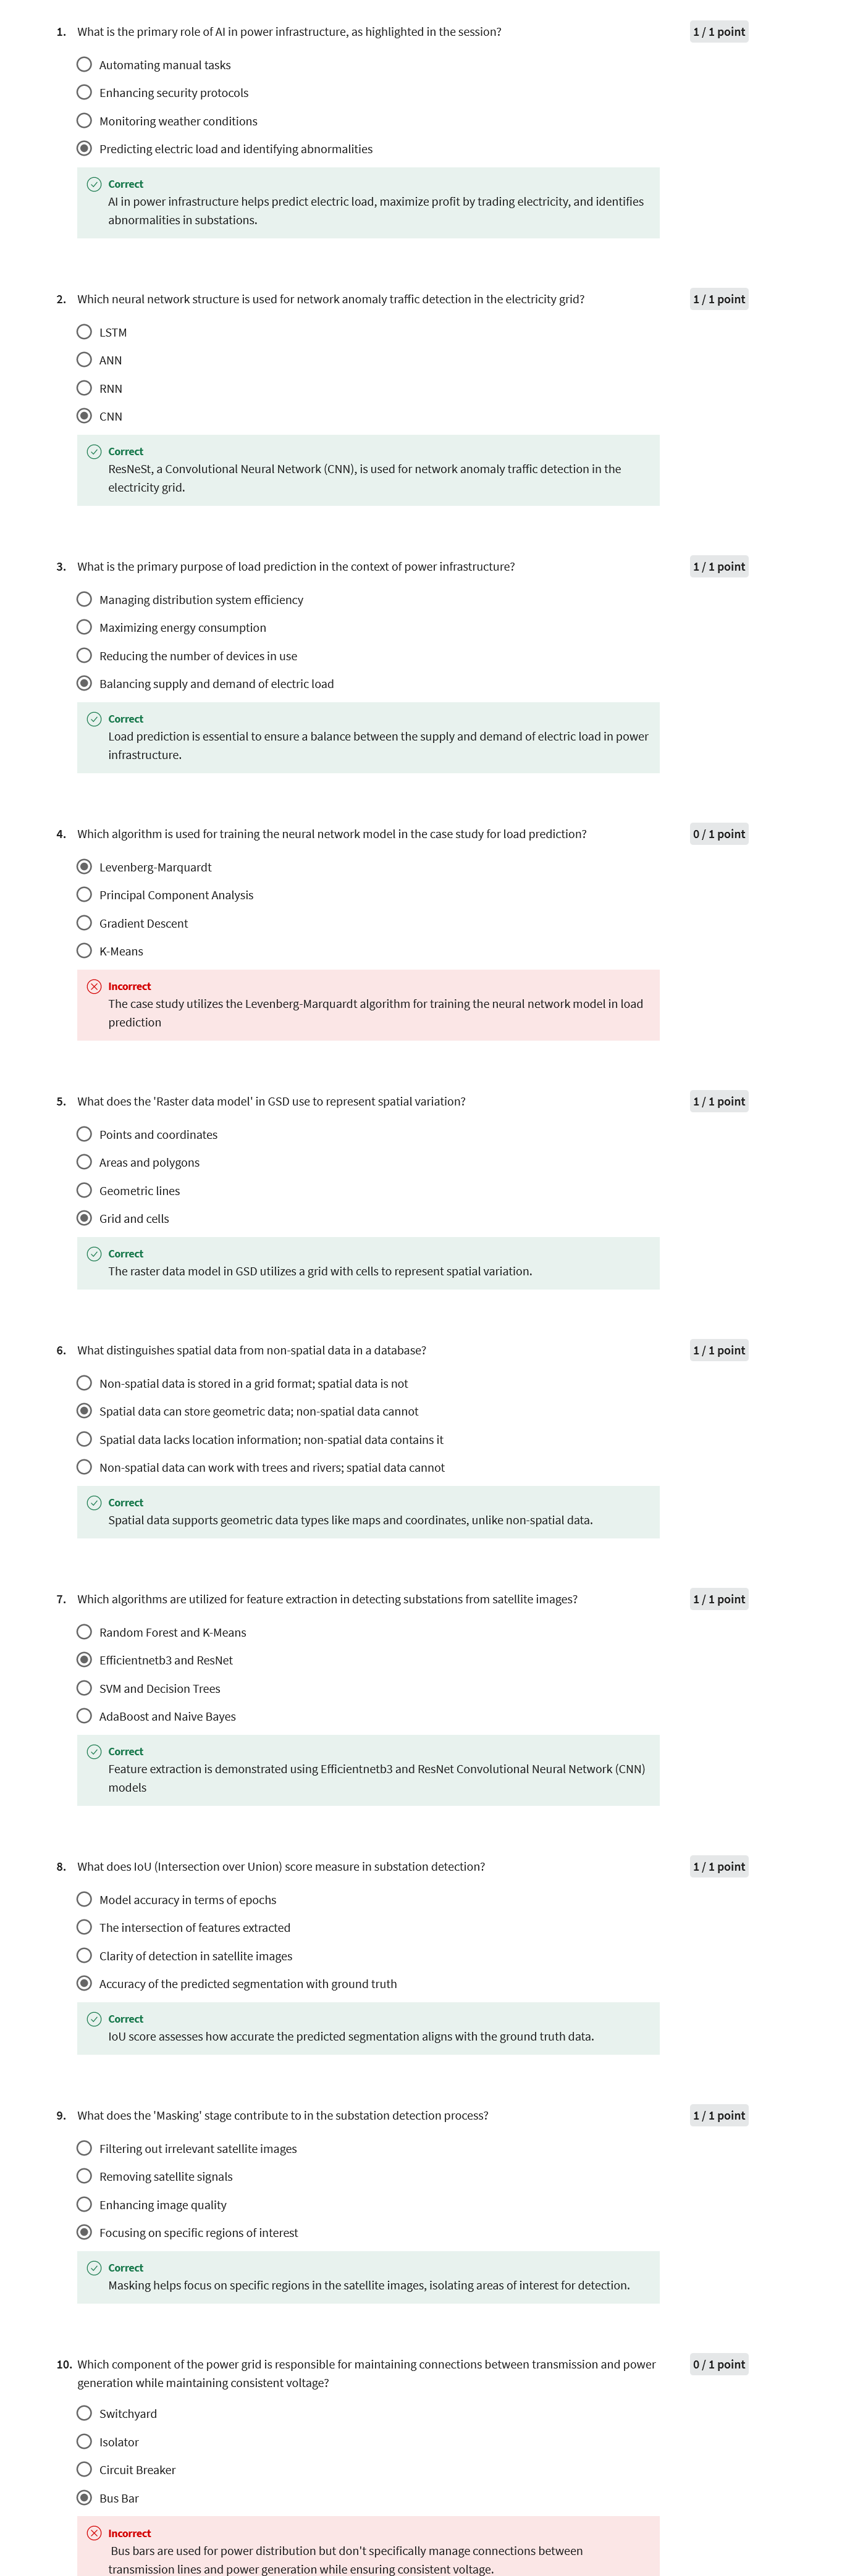 1. What is the primary role of AI in power infrastructure, as highlighted in the session? 1 / 1 point
Automating manual tasks
Enhancing security protocols
Monitoring weather conditions
Predicting electric load and identifying abnormalities
Correct
AI in power infrastructure helps predict electric load, maximize profit by trading electricity, and identifies
abnormalities in substations.
2. Which neural network structure is used for network anomaly traffic detection in the electricity grid? 1 / 1 point
LSTM
ANN
RNN
CNN
Correct
ResNeSt, a Convolutional Neural Network (CNN), is used for network anomaly traffic detection in the
electricity grid.
3. What is the primary purpose of load prediction in the context of power infrastructure? 1 / 1 point
Managing distribution system efficiency
Maximizing energy consumption
Reducing the number of devices in use
Balancing supply and demand of electric load
Correct
Load prediction is essential to ensure a balance between the supply and demand of electric load in power
infrastructure.
4. Which algorithm is used for training the neural network model in the case study for load prediction? 0 / 1 point
Levenberg-Marquardt
Principal Component Analysis
Gradient Descent
K-Means
Incorrect
The case study utilizes the Levenberg-Marquardt algorithm for training the neural network model in load
prediction
5. What does the 'Raster data model' in GSD use to represent spatial variation? 1 / 1 point
Points and coordinates
Areas and polygons
Geometric lines
Grid and cells
Correct
The raster data model in GSD utilizes a grid with cells to represent spatial variation.
6. What distinguishes spatial data from non-spatial data in a database? 1 / 1 point
Non-spatial data is stored in a grid format; spatial data is not
Spatial data can store geometric data; non-spatial data cannot
Spatial data lacks location information; non-spatial data contains it
Non-spatial data can work with trees and rivers; spatial data cannot
Correct
Spatial data supports geometric data types like maps and coordinates, unlike non-spatial data.
7. Which algorithms are utilized for feature extraction in detecting substations from satellite images? 1 / 1 point
Random Forest and K-Means
Efficientnetb3 and ResNet
SVM and Decision Trees
AdaBoost and Naive Bayes
Correct
Feature extraction is demonstrated using Efficientnetb3 and ResNet Convolutional Neural Network (CNN)
models
8. What does IoU (Intersection over Union) score measure in substation detection? 1 / 1 point
Model accuracy in terms of epochs
The intersection of features extracted
Clarity of detection in satellite images
Accuracy of the predicted segmentation with ground truth
Correct
IoU score assesses how accurate the predicted segmentation aligns with the ground truth data.
9. What does the 'Masking' stage contribute to in the substation detection process? 1 / 1 point
Filtering out irrelevant satellite images
Removing satellite signals
Enhancing image quality
Focusing on specific regions of interest
Correct
Masking helps focus on specific regions in the satellite images, isolating areas of interest for detection.
10. Which component of the power grid is responsible for maintaining connections between transmission and power 0 / 1 point
generation while maintaining consistent voltage?
Switchyard
Isolator
Circuit Breaker
Bus Bar
Incorrect
Bus bars are used for power distribution but don't specifically manage connections between
transmission lines and power generation while ensuring consistent voltage.